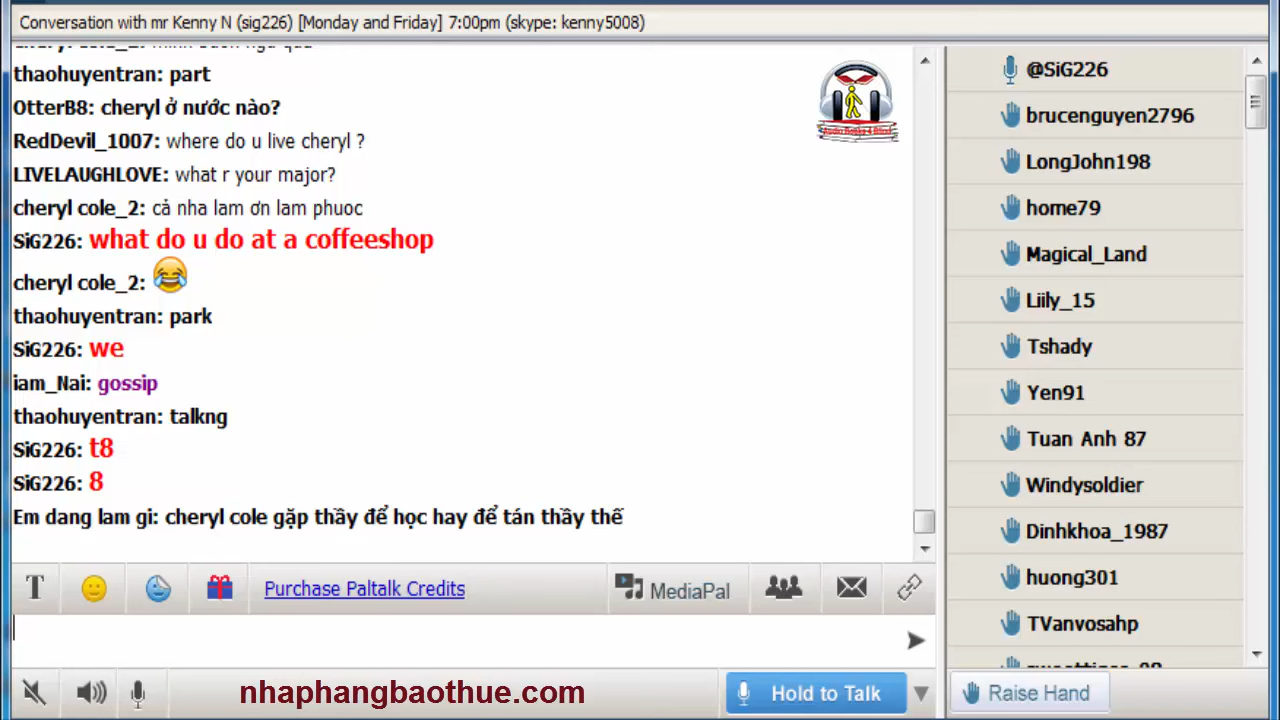 Conversation with mr Kenny N (sig226) [Monday and Friday] 7:00pm (skype: kenny5008)
thaohuyentran: part
OtterB8: cheryl ở nước nào?
RedDevil_1007: where do u live cheryl ?
LIVELAUGHLOVE: what r your major?
cheryl cole_2: cả nha lam ơn lam phuoc
SiG226: what do u do at a coffeeshop
cheryl cole_2: 😂
thaohuyentran: park
SiG226: we
iam_Nai: gossip
thaohuyentran: talkng
SiG226: t8
SiG226: 8
Em dang lam gi: cheryl cole gặp thầy để học hay để tán thầy thế
T
Purchase Paltalk Credits
MediaPal
nhaphangbaothue.com
Hold to Talk
@SiG226
brucenguyen2796
LongJohn198
home79
Magical_Land
Liily_15
Tshady
Yen91
Tuan Anh 87
Windysoldier
Dinhkhoa_1987
huong301
TVanvosahp
Raise Hand